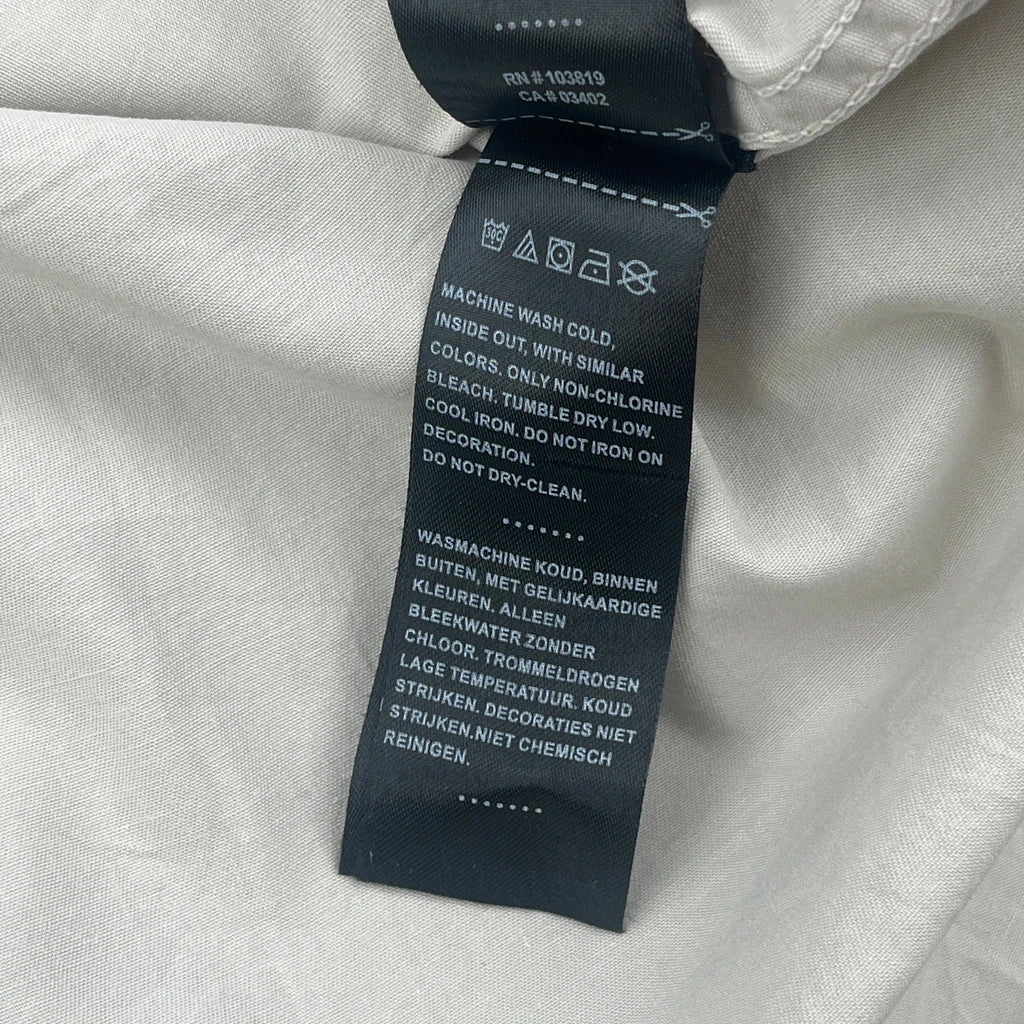 RN # 103819
CA # 03402
30C
MACHINE WASH COLD,
INSIDE OUT, WITH SIMILAR
COLORS. ONLY NON-CHLORINE
BLEACH. TUMBLE DRY LOW.
COOL IRON. DO NOT IRON ON
DECORATION.
DO NOT DRY-CLEAN.
WASMACHINE KOUD, BINNEN
BUITEN, MET GELIJKAARDIGE
KLEUREN. ALLEEN
BLEEKWATER ZONDER
CHLOOR. TROMMELDROGEN
LAGE TEMPERATUUR. KOUD
STRIJKEN. DECORATIES NIET
STRIJKEN.NIET CHEMISCH
REINIGEN.